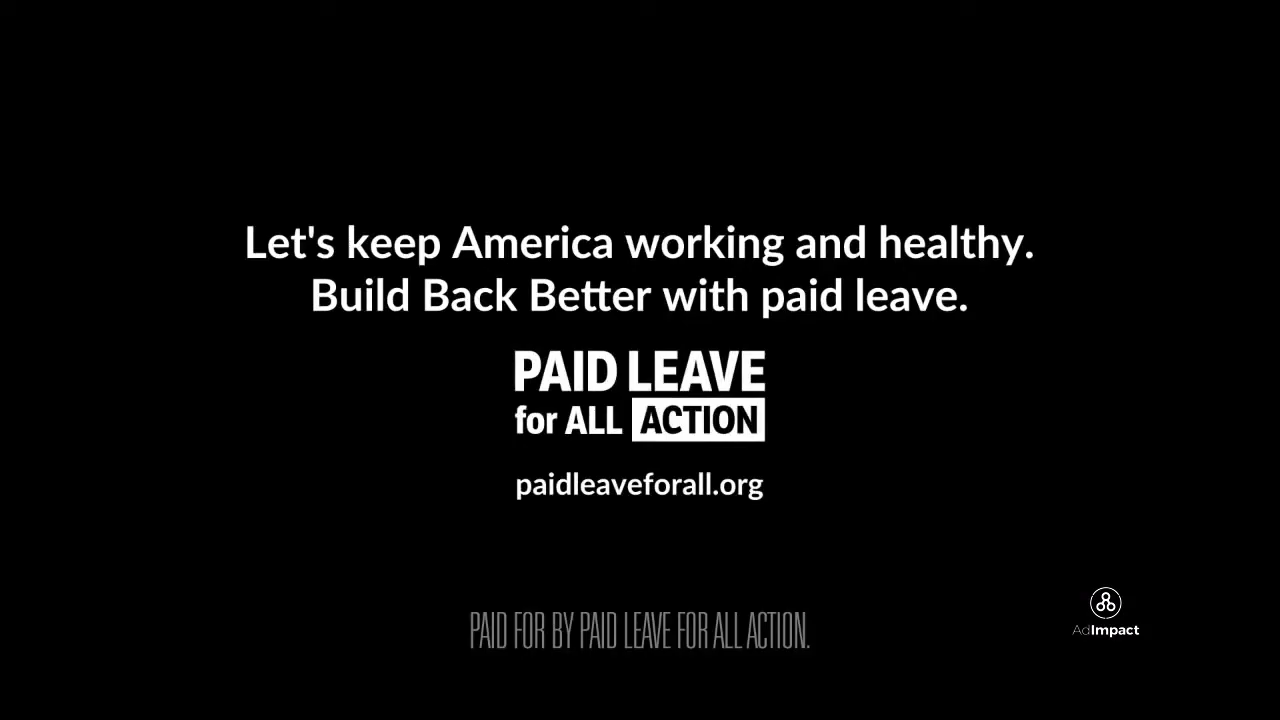 Let's keep America working and healthy.
Build Back Better with paid leave.
PAID LEAVE
for ALL ACTION
paidleaveforall.org
PAID FOR BY PAID LEAVE FOR ALL ACTION.
AdImpact